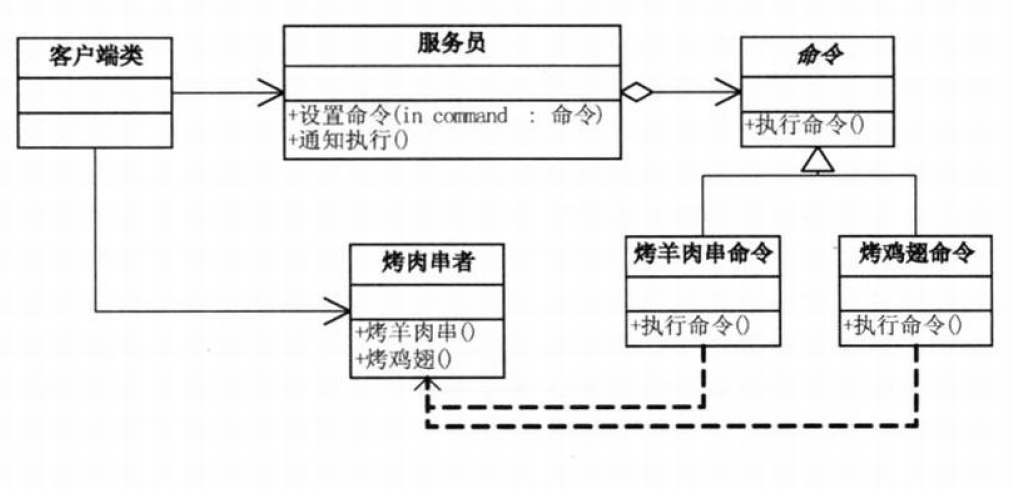 客户端类
服务员
+设置命令(in command : 命令)
+通知执行()
命令
+执行命令()
烤肉串者
+烤羊肉串()
+烤鸡翅()
烤羊肉串命令
+执行命令()
烤鸡翅命令
+执行命令()